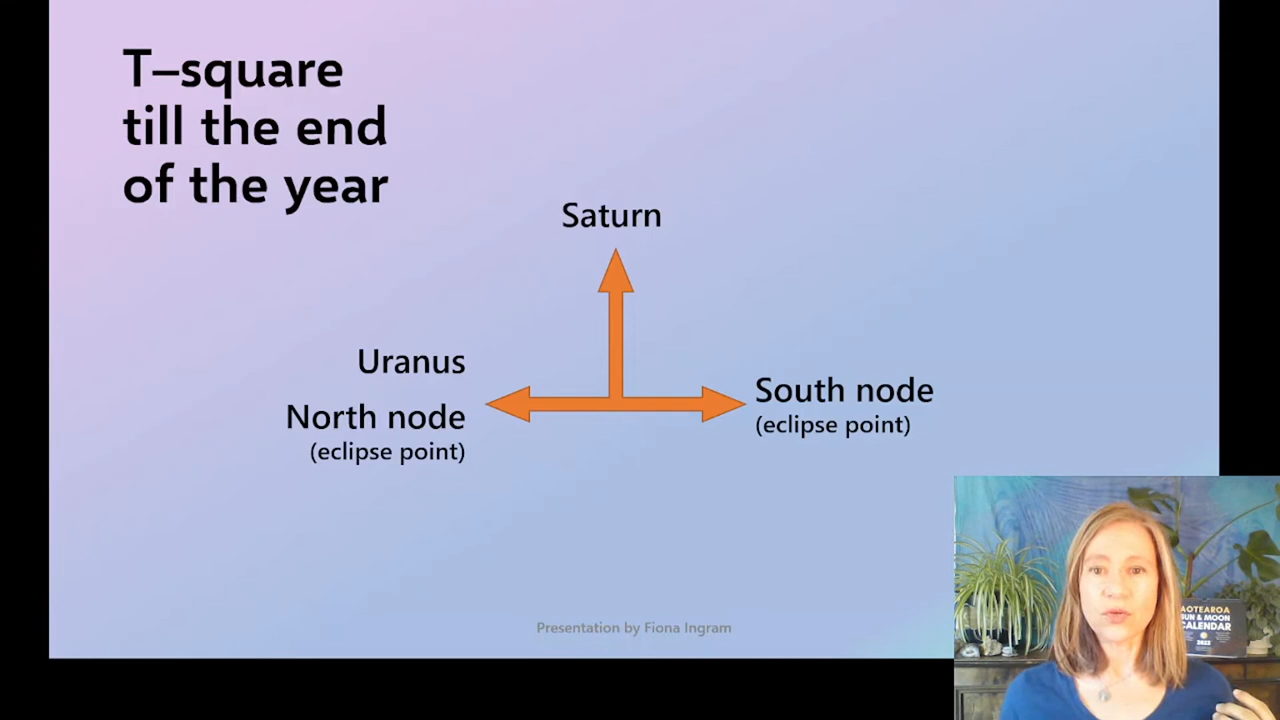 T–square
till the end
of the year
Saturn
Uranus
North node
(eclipse point)
South node
(eclipse point)
Presentation by Fiona Ingram
AOTEAROA
SUN & MOON
CALENDAR